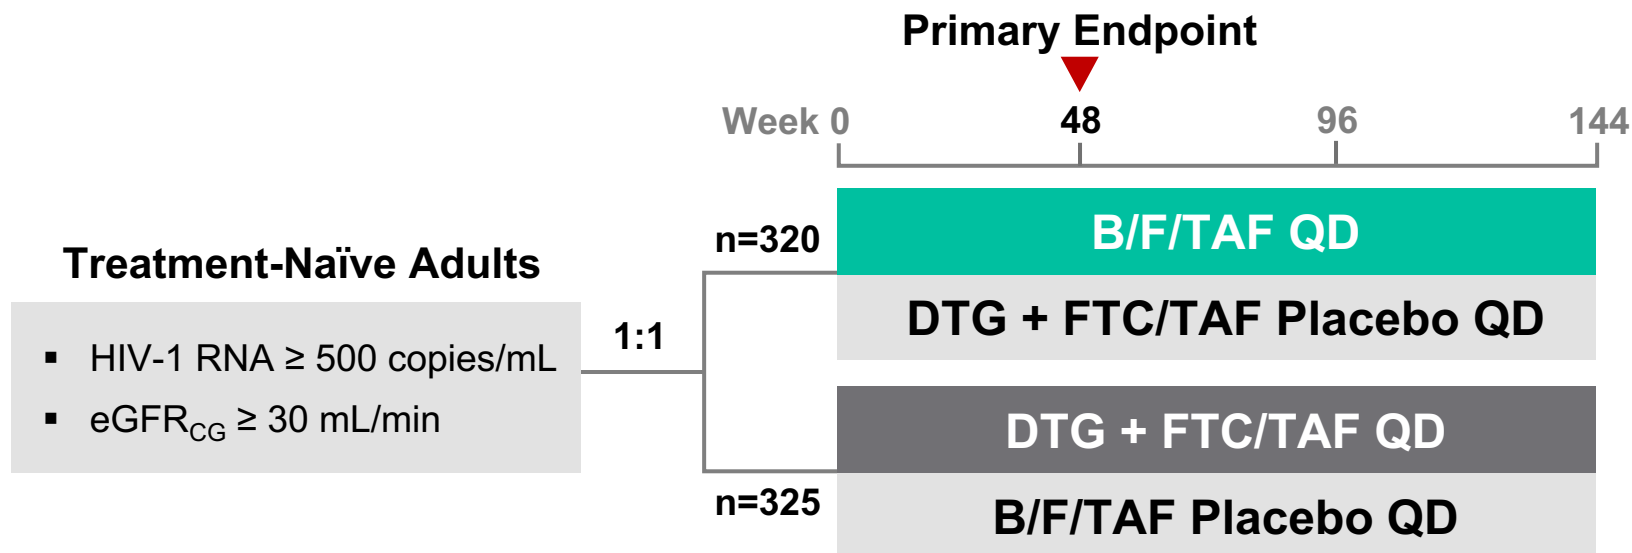 Primary Endpoint
Week 0 48 96 144
Treatment-Naïve Adults
▪ HIV-1 RNA ≥ 500 copies/mL
▪ eGFRCG ≥ 30 mL/min
1:1
n=320
B/F/TAF QD
DTG + FTC/TAF Placebo QD
n=325
DTG + FTC/TAF QD
B/F/TAF Placebo QD